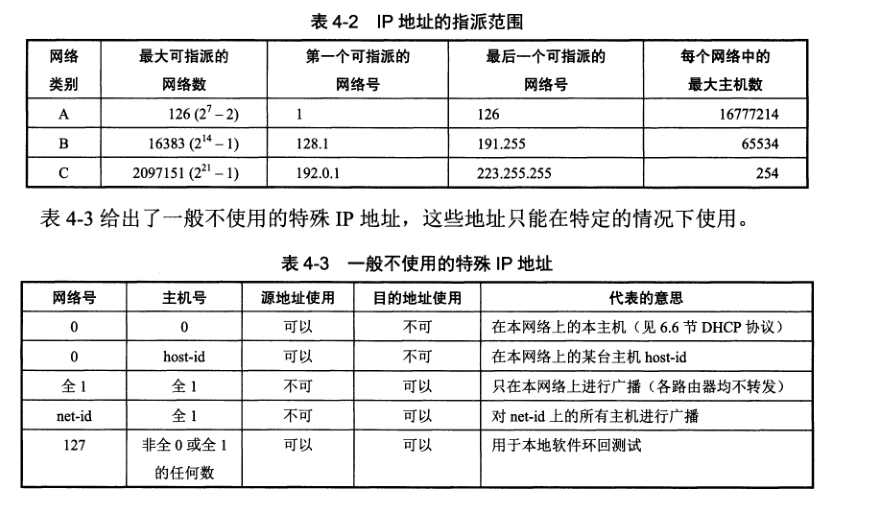 表 4-2 IP 地址的指派范围
网络类别 最大可指派的网络数 第一个可指派的网络号 最后一个可指派的网络号 每个网络中的最大主机数
A 126 (2⁷ – 2) 1 126 16777214
B 16383 (2¹⁴ – 1) 128.1 191.255 65534
C 2097151 (2²¹ – 1) 192.0.1 223.255.255 254
表 4-3 给出了一般不使用的特殊 IP 地址，这些地址只能在特定的情况下使用。
表 4-3 一般不使用的特殊 IP 地址
网络号 主机号 源地址使用 目的地址使用 代表的意思
0 0 可以 不可 在本网络上的本主机（见 6.6 节 DHCP 协议）
0 host-id 可以 不可 在本网络上的某台主机 host-id
全 1 全 1 不可 可以 只在本网络上进行广播（各路由器均不转发）
net-id 全 1 不可 可以 对 net-id 上的所有主机进行广播
127 非全 0 或全 1 的任何数 可以 可以 用于本地软件环回测试